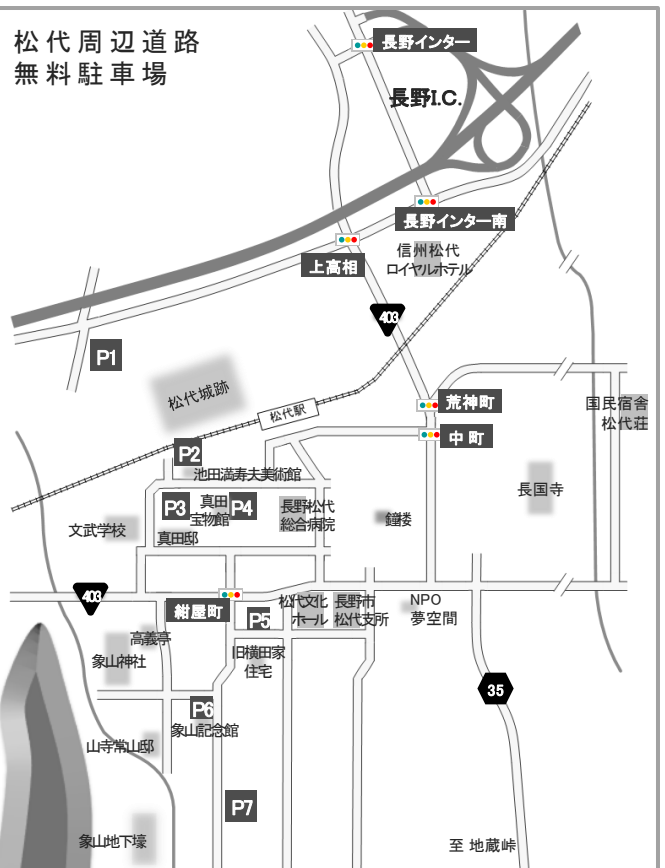 松代周辺道路
無料駐車場
長野インター
長野I.C.
長野インター南
信州松代
ロイヤルホテル
上高相
403
P1
松代城跡
松代駅
荒神町
国民宿舎
松代荘
中町
P2
池田満寿夫美術館
長国寺
P3
真田
宝物館
P4
長野松代
総合病院
鐘楼
文武学校
真田邸
403
紺屋町
P5
松代文化
ホール
長野市
松代支所
NPO
夢空間
高義亭
象山神社
旧横田家
住宅
35
P6
象山記念館
山寺常山邸
P7
象山地下壕
至 地蔵峠